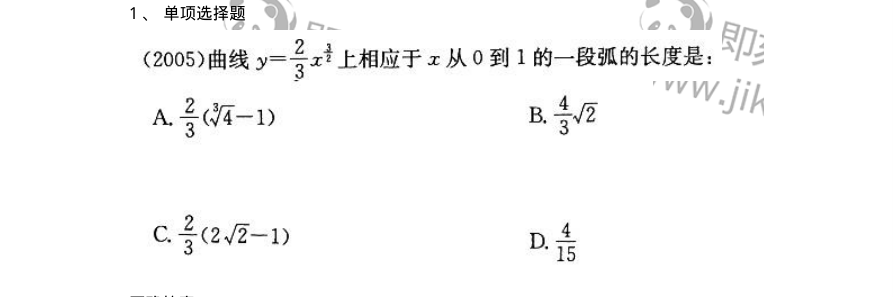 1、 单项选择题
(2005)曲线 y=2/3 x^{3/2} 上相应于 x 从 0 到 1 的一段弧的长度是：
A. 2/3(∛4−1)
B. 4/3√2
C. 2/3(2√2−1)
D. 4/15
www.jik